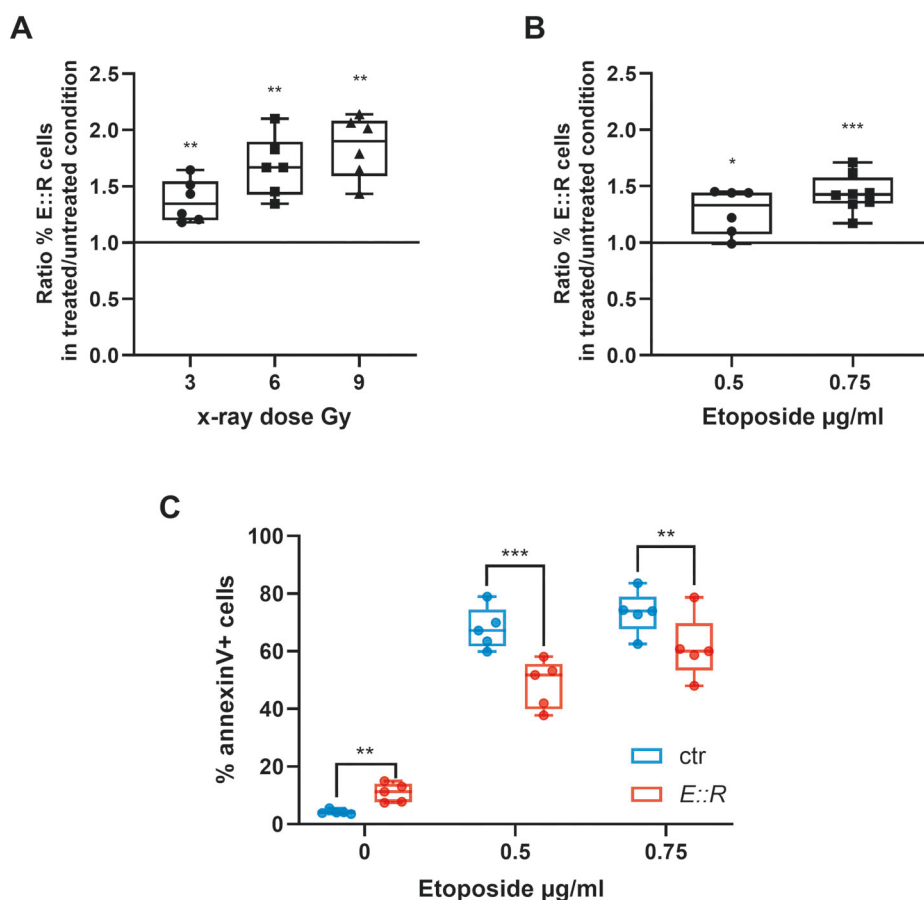 A
Ratio % E::R cells
in treated/untreated condition
2.5
2.0
1.5
1.0
0.5
0.0
**
**
**
3 6 9
x-ray dose Gy
B
Ratio % E::R cells
in treated/untreated condition
2.5
2.0
1.5
1.0
0.5
0.0
*
***
0.5 0.75
Etoposide µg/ml
C
% annexinV+ cells
100
80
60
40
20
0
**
***
**
ctr
E::R
0 0.5 0.75
Etoposide µg/ml